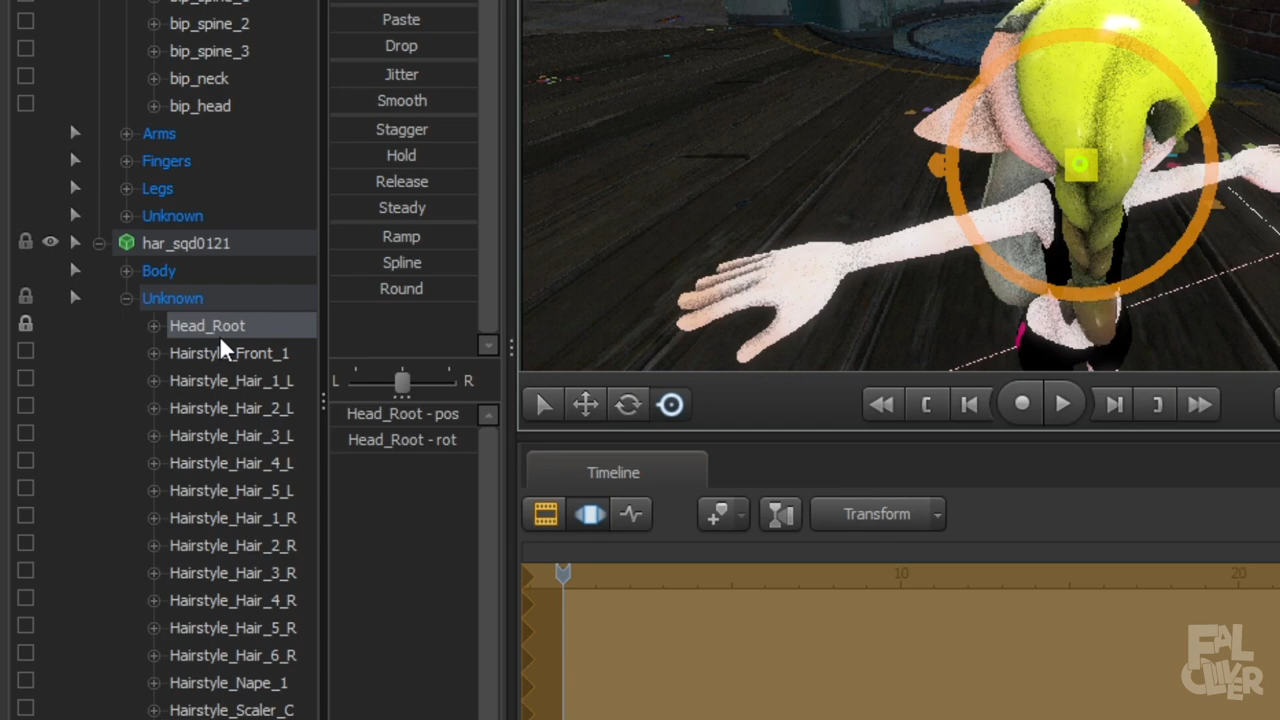 bip_spine_2
bip_spine_3
bip_neck
bip_head
Arms
Fingers
Legs
Unknown
har_sqd0121
Body
Unknown
Head_Root
Hairstyle_Front_1
Hairstyle_Hair_1_L
Hairstyle_Hair_2_L
Hairstyle_Hair_3_L
Hairstyle_Hair_4_L
Hairstyle_Hair_5_L
Hairstyle_Hair_1_R
Hairstyle_Hair_2_R
Hairstyle_Hair_3_R
Hairstyle_Hair_4_R
Hairstyle_Hair_5_R
Hairstyle_Hair_6_R
Hairstyle_Nape_1
Hairstyle_Scaler_C
Paste
Drop
Jitter
Smooth
Stagger
Hold
Release
Steady
Ramp
Spline
Round
L R
Head_Root - pos
Head_Root - rot
Timeline
Transform
10 20